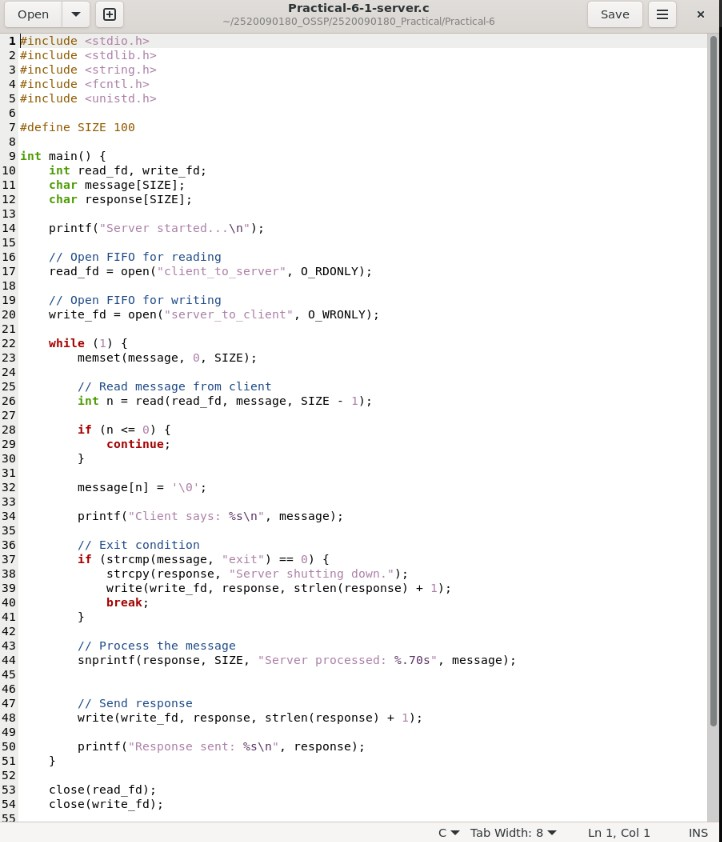 Open
Practical-6-1-server.c
~/2520090180_OSSP/2520090180_Practical/Practical-6
Save
1 #include <stdio.h>
2 #include <stdlib.h>
3 #include <string.h>
4 #include <fcntl.h>
5 #include <unistd.h>
6
7 #define SIZE 100
8
9 int main() {
10     int read_fd, write_fd;
11     char message[SIZE];
12     char response[SIZE];
13
14     printf("Server started...\n");
15
16     // Open FIFO for reading
17     read_fd = open("client_to_server", O_RDONLY);
18
19     // Open FIFO for writing
20     write_fd = open("server_to_client", O_WRONLY);
21
22     while (1) {
23         memset(message, 0, SIZE);
24
25         // Read message from client
26         int n = read(read_fd, message, SIZE - 1);
27
28         if (n <= 0) {
29             continue;
30         }
31
32         message[n] = '\0';
33
34         printf("Client says: %s\n", message);
35
36         // Exit condition
37         if (strcmp(message, "exit") == 0) {
38             strcpy(response, "Server shutting down.");
39             write(write_fd, response, strlen(response) + 1);
40             break;
41         }
42
43         // Process the message
44         snprintf(response, SIZE, "Server processed: %.70s", message);
45
46
47         // Send response
48         write(write_fd, response, strlen(response) + 1);
49
50         printf("Response sent: %s\n", response);
51     }
52
53     close(read_fd);
54     close(write_fd);
55
C Tab Width: 8 Ln 1, Col 1 INS